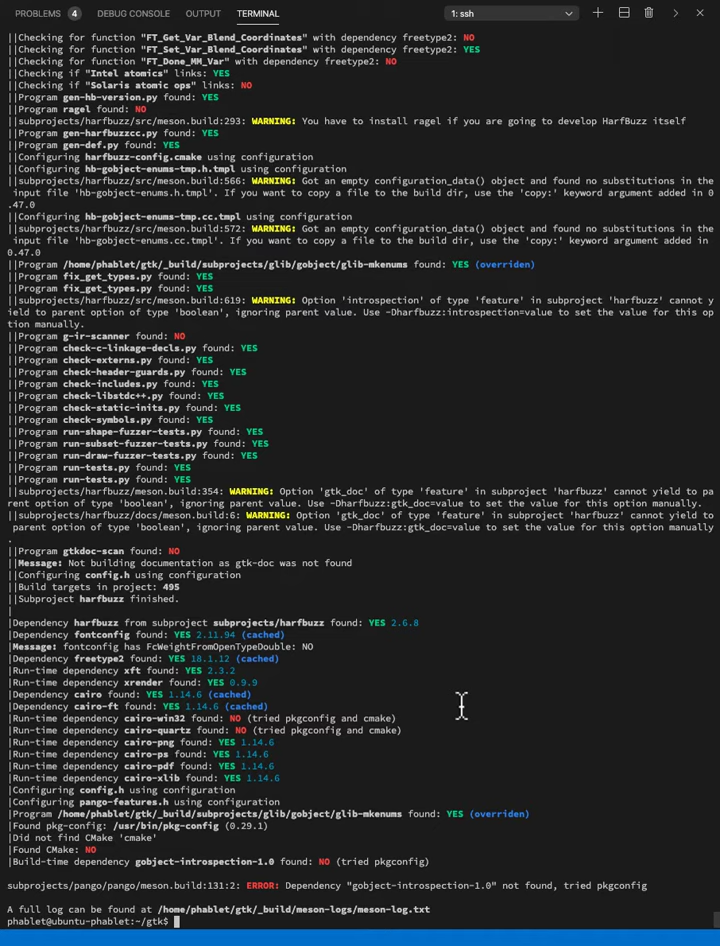 PROBLEMS 4 DEBUG CONSOLE OUTPUT TERMINAL 1: ssh
||Checking for function "FT_Get_Var_Blend_Coordinates" with dependency freetype2: NO
||Checking for function "FT_Set_Var_Blend_Coordinates" with dependency freetype2: YES
||Checking for function "FT_Done_MM_Var" with dependency freetype2: NO
||Checking if "Intel atomics" links: YES
||Checking if "Solaris atomic ops" links: NO
||Program gen-hb-version.py found: YES
||Program ragel found: NO
||subprojects/harfbuzz/src/meson.build:293: WARNING: You have to install ragel if you are going to develop HarfBuzz itself
||Program gen-harfbuzzcc.py found: YES
||Program gen-def.py found: YES
||Configuring harfbuzz-config.cmake using configuration
||Configuring hb-gobject-enums-tmp.h.tmpl using configuration
||subprojects/harfbuzz/src/meson.build:566: WARNING: Got an empty configuration_data() object and found no substitutions in the
input file 'hb-gobject-enums.h.tmpl'. If you want to copy a file to the build dir, use the 'copy:' keyword argument added in 0
.47.0
||Configuring hb-gobject-enums-tmp.cc.tmpl using configuration
||subprojects/harfbuzz/src/meson.build:572: WARNING: Got an empty configuration_data() object and found no substitutions in the
input file 'hb-gobject-enums.cc.tmpl'. If you want to copy a file to the build dir, use the 'copy:' keyword argument added in
0.47.0
||Program /home/phablet/gtk/_build/subprojects/glib/gobject/glib-mkenums found: YES (overriden)
||Program fix_get_types.py found: YES
||Program fix_get_types.py found: YES
||subprojects/harfbuzz/src/meson.build:619: WARNING: Option 'introspection' of type 'feature' in subproject 'harfbuzz' cannot y
ield to parent option of type 'boolean', ignoring parent value. Use -Dharfbuzz:introspection=value to set the value for this op
tion manually.
||Program g-ir-scanner found: NO
||Program check-c-linkage-decls.py found: YES
||Program check-externs.py found: YES
||Program check-header-guards.py found: YES
||Program check-includes.py found: YES
||Program check-libstdc++.py found: YES
||Program check-static-inits.py found: YES
||Program check-symbols.py found: YES
||Program run-shape-fuzzer-tests.py found: YES
||Program run-subset-fuzzer-tests.py found: YES
||Program run-draw-fuzzer-tests.py found: YES
||Program run-tests.py found: YES
||Program run-tests.py found: YES
||subprojects/harfbuzz/meson.build:354: WARNING: Option 'gtk_doc' of type 'feature' in subproject 'harfbuzz' cannot yield to pa
rent option of type 'boolean', ignoring parent value. Use -Dharfbuzz:gtk_doc=value to set the value for this option manually.
||subprojects/harfbuzz/docs/meson.build:6: WARNING: Option 'gtk_doc' of type 'feature' in subproject 'harfbuzz' cannot yield to
parent option of type 'boolean', ignoring parent value. Use -Dharfbuzz:gtk_doc=value to set the value for this option manually
.
||Program gtkdoc-scan found: NO
||Message: Not building documentation as gtk-doc was not found
||Configuring config.h using configuration
||Build targets in project: 495
||Subproject harfbuzz finished.
|
|Dependency harfbuzz from subproject subprojects/harfbuzz found: YES 2.6.8
|Dependency fontconfig found: YES 2.11.94 (cached)
|Message: fontconfig has FcWeightFromOpenTypeDouble: NO
|Dependency freetype2 found: YES 18.1.12 (cached)
|Run-time dependency xft found: YES 2.3.2
|Run-time dependency xrender found: YES 0.9.9
|Dependency cairo found: YES 1.14.6 (cached)
|Dependency cairo-ft found: YES 1.14.6 (cached)
|Run-time dependency cairo-win32 found: NO (tried pkgconfig and cmake)
|Run-time dependency cairo-quartz found: NO (tried pkgconfig and cmake)
|Run-time dependency cairo-png found: YES 1.14.6
|Run-time dependency cairo-ps found: YES 1.14.6
|Run-time dependency cairo-pdf found: YES 1.14.6
|Run-time dependency cairo-xlib found: YES 1.14.6
|Configuring config.h using configuration
|Configuring pango-features.h using configuration
|Program /home/phablet/gtk/_build/subprojects/glib/gobject/glib-mkenums found: YES (overriden)
|Found pkg-config: /usr/bin/pkg-config (0.29.1)
|Did not find CMake 'cmake'
|Found CMake: NO
|Build-time dependency gobject-introspection-1.0 found: NO (tried pkgconfig)
subprojects/pango/pango/meson.build:131:2: ERROR: Dependency "gobject-introspection-1.0" not found, tried pkgconfig
A full log can be found at /home/phablet/gtk/_build/meson-logs/meson-log.txt
phablet@ubuntu-phablet:~/gtk$